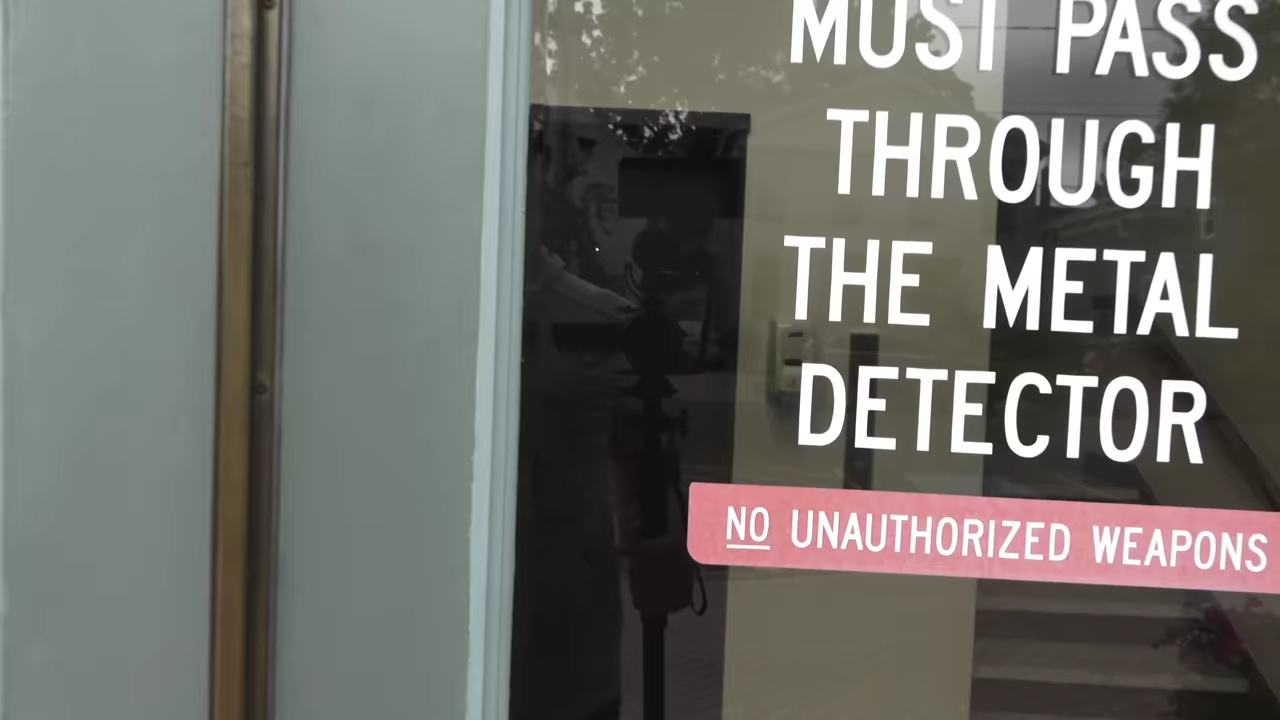 MUST PASS
THROUGH
THE METAL
DETECTOR
NO UNAUTHORIZED WEAPONS